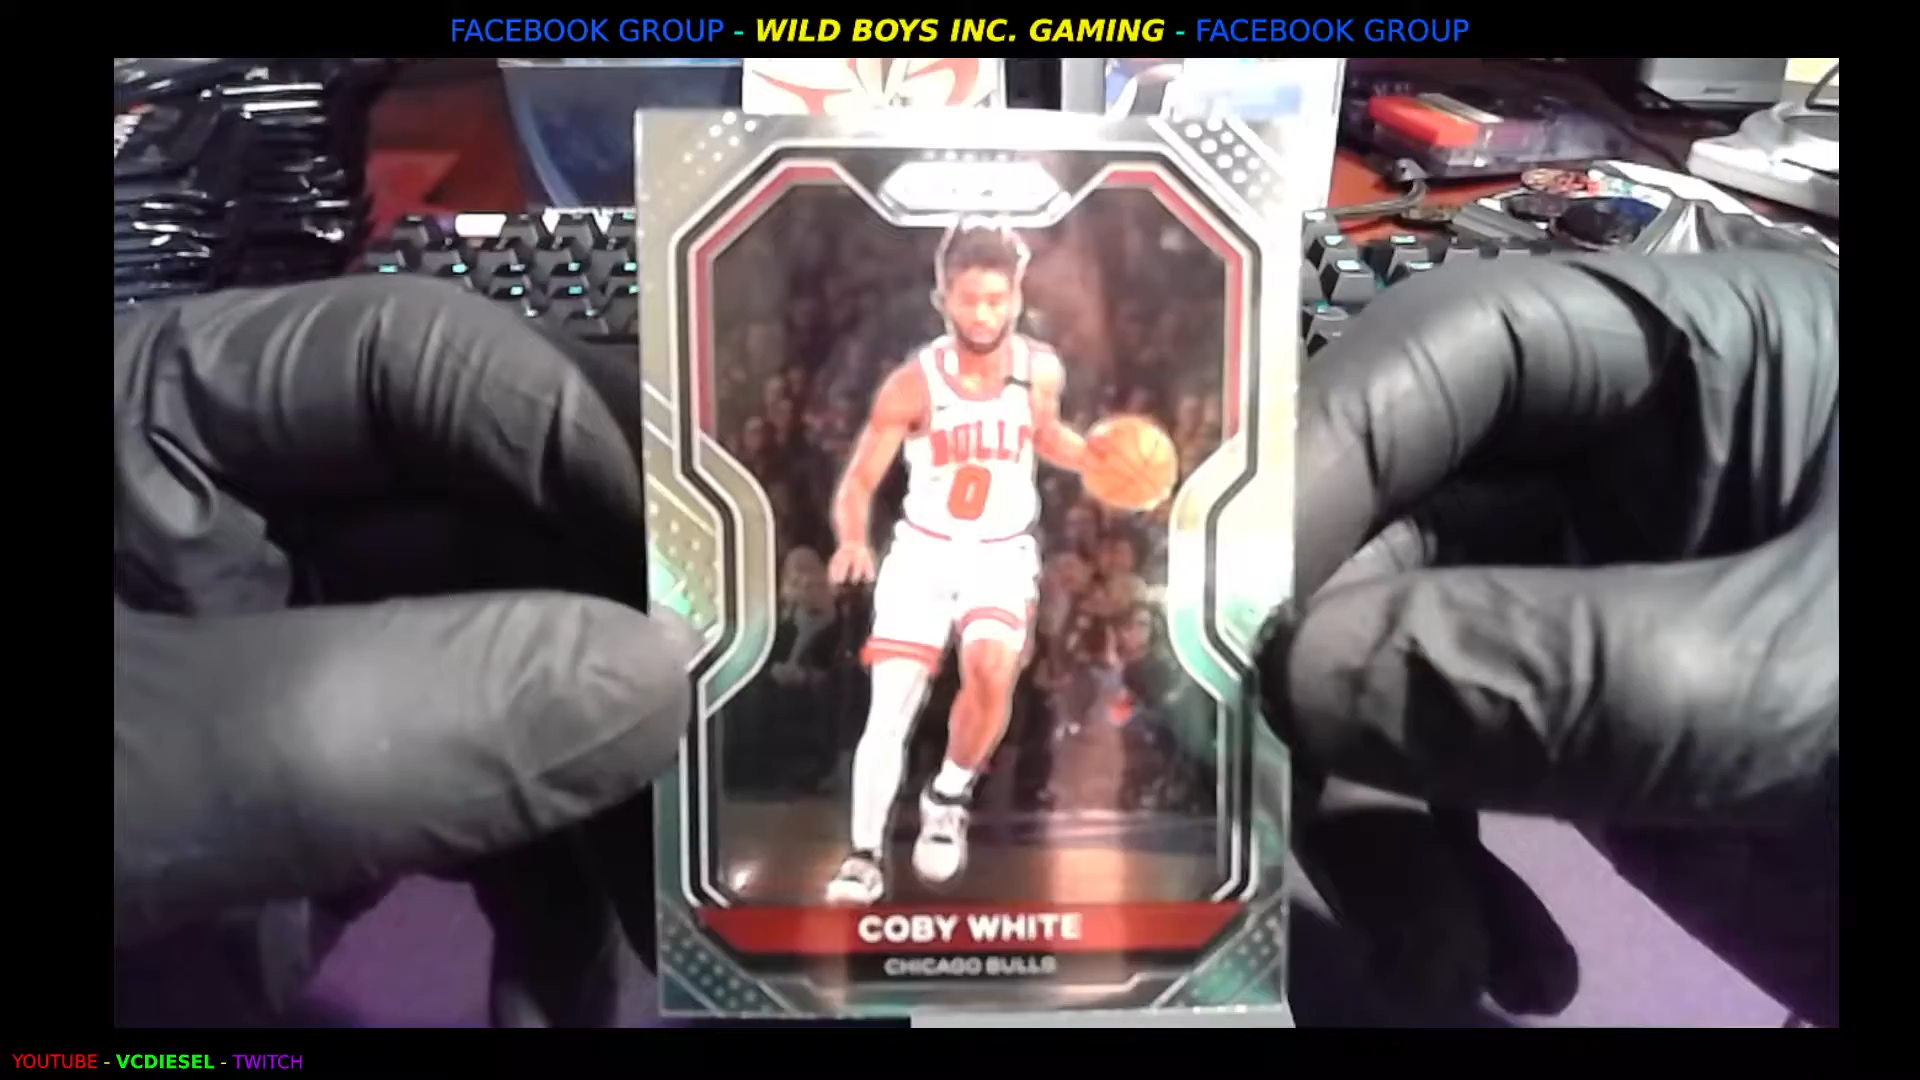 FACEBOOK GROUP - WILD BOYS INC. GAMING - FACEBOOK GROUP
BULLS
0
COBY WHITE
CHICAGO BULLS
YOUTUBE - VCDIESEL - TWITCH